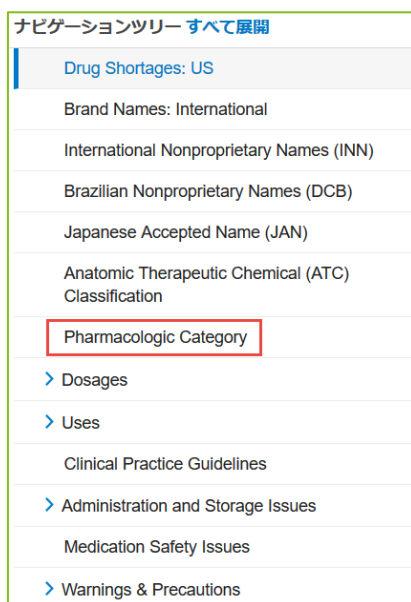 ナビゲーションツリー すべて展開
Drug Shortages: US
Brand Names: International
International Nonproprietary Names (INN)
Brazilian Nonproprietary Names (DCB)
Japanese Accepted Name (JAN)
Anatomic Therapeutic Chemical (ATC)
Classification
Pharmacologic Category
Dosages
Uses
Clinical Practice Guidelines
Administration and Storage Issues
Medication Safety Issues
Warnings & Precautions